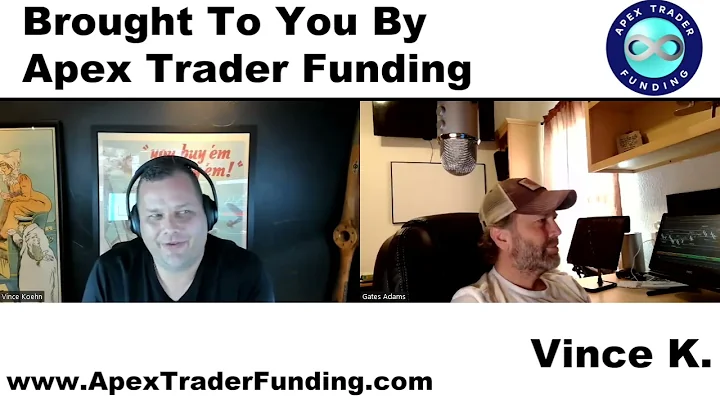 Brought To You By
Apex Trader Funding
APEX TRADER
FUNDING
"you buy 'em
'em!"
Vince Koehn
Gates Adams
Vince K.
www.ApexTraderFunding.com